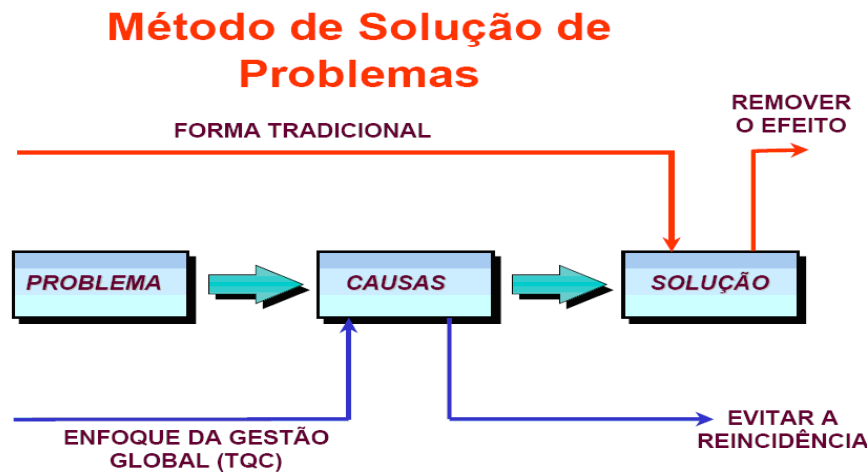 Método de Solução de
Problemas
FORMA TRADICIONAL
REMOVER
O EFEITO
PROBLEMA
CAUSAS
SOLUÇÃO
ENFOQUE DA GESTÃO
GLOBAL (TQC)
EVITAR A
REINCIDÊNCIA